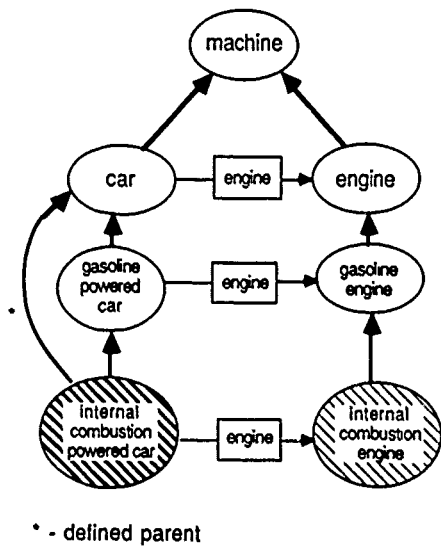 machine
car
engine
engine
gasoline
powered
car
engine
gasoline
engine
*
internal
combustion
powered car
engine
internal
combustion
engine
* - defined parent